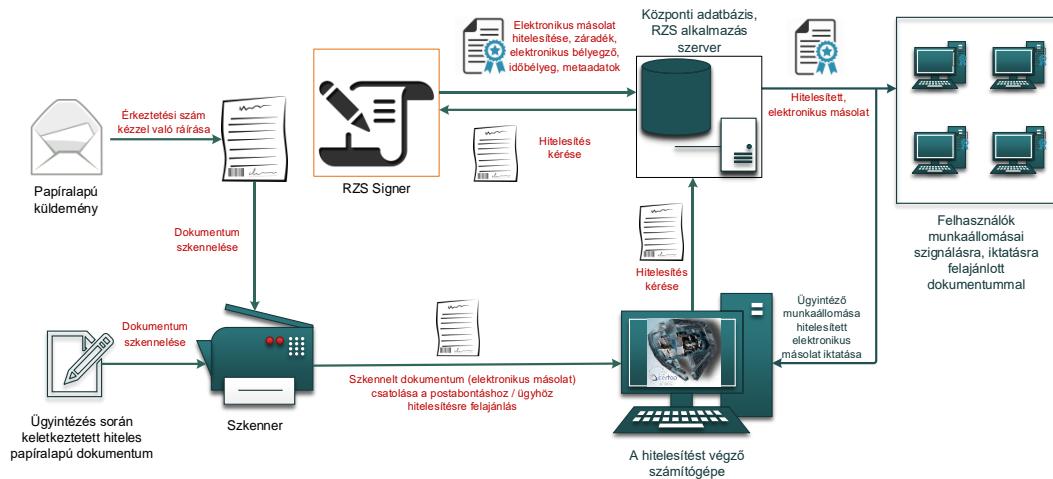 Elektronikus másolat
hitelesítése, záradék,
elektronikus bélyegző,
időbélyeg, metaadatok
Központi adatbázis,
RZS alkalmazás
szerver
Érkeztetési szám
kézzel való ráírása
Hitelesítés
kérése
Hitelesített,
elektronikus másolat
Papíralapú
küldemény
RZS Signer
Felhasználók
munkaállomásai
szignálásra, iktatásra
felajánlott
dokumentummal
Dokumentum
szkennelése
Hitelesítés
kérése
Ügyintéző
munkaállomása
hitelesített
elektronikus
másolat iktatása
Dokumentum
szkennelése
Szkennelt dokumentum (elektronikus másolat)
csatolása a postabontáshoz / ügyhöz
hitelesítésre felajánlás
Ügyintézés során
keletkeztetett hiteles
papíralapú dokumentum
Szkenner
A hitelesítést végző
számítógépe